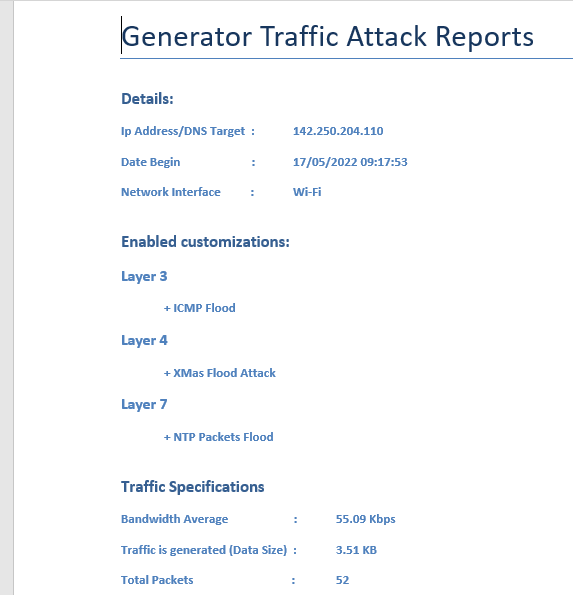 Generator Traffic Attack Reports
Details:
Ip Address/DNS Target : 142.250.204.110
Date Begin : 17/05/2022 09:17:53
Network Interface : Wi-Fi
Enabled customizations:
Layer 3
+ ICMP Flood
Layer 4
+ XMas Flood Attack
Layer 7
+ NTP Packets Flood
Traffic Specifications
Bandwidth Average : 55.09 Kbps
Traffic is generated (Data Size) : 3.51 KB
Total Packets : 52